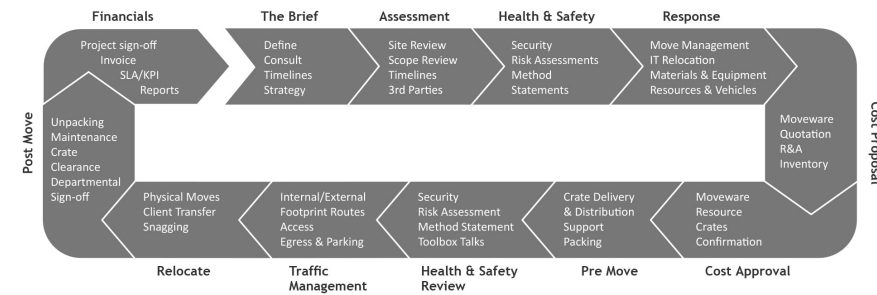 Financials
Project sign-off
Invoice
SLA/KPI
Reports
The Brief
Define
Consult
Timelines
Strategy
Assessment
Site Review
Scope Review
Timelines
3rd Parties
Health & Safety
Security
Risk Assessments
Method
Statements
Response
Move Management
IT Relocation
Materials & Equipment
Resources & Vehicles
Cost Proposal
Moveware
Quotation
R&A
Inventory
Moveware
Resource
Crates
Confirmation
Cost Approval
Crate Delivery
& Distribution
Support
Packing
Pre Move
Security
Risk Assessment
Method Statement
Toolbox Talks
Health & Safety
Review
Internal/External
Footprint Routes
Access
Egress & Parking
Traffic
Management
Physical Moves
Client Transfer
Snagging
Relocate
Post Move
Unpacking
Maintenance
Crate
Clearance
Departmental
Sign-off